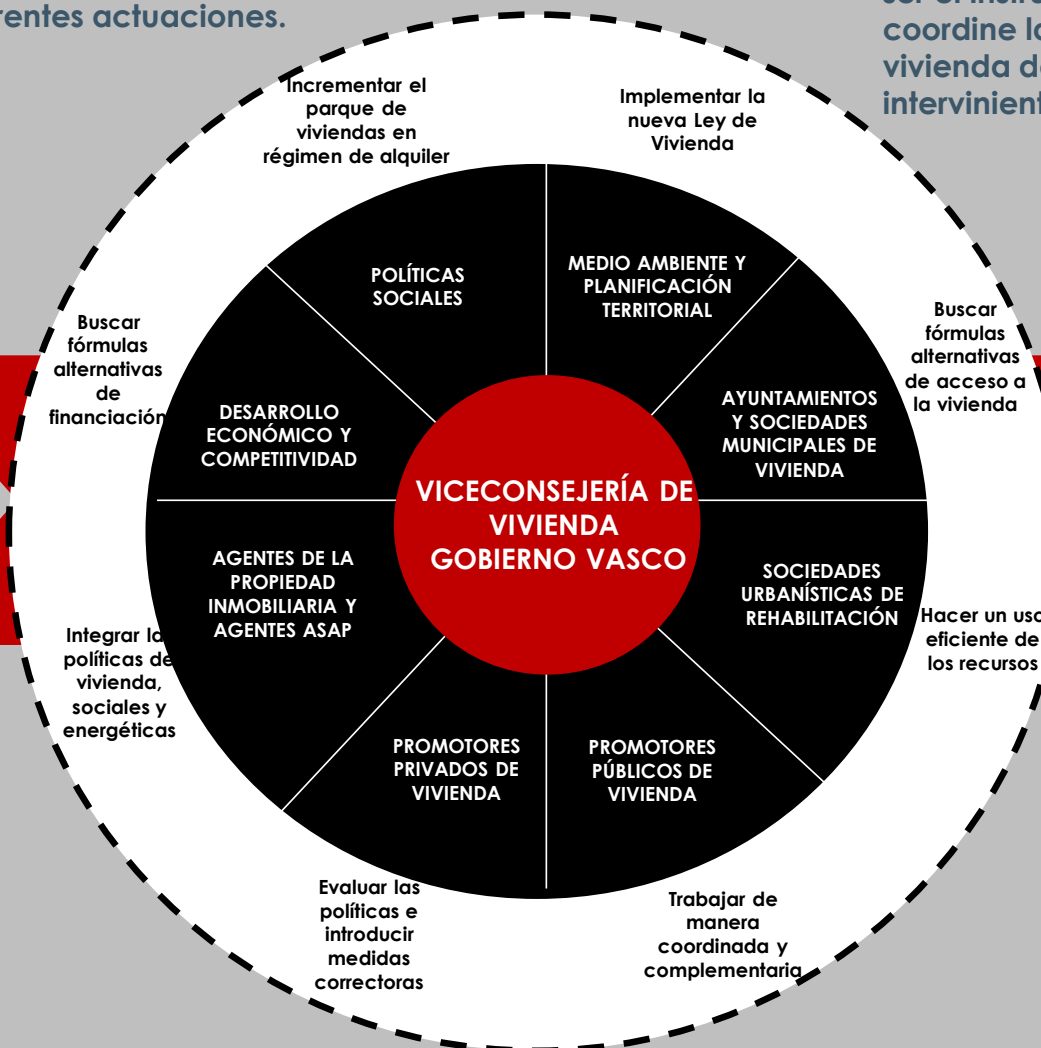 rentes actuaciones.
coordine la
vivienda de
intervinient
Incrementar el
parque de
viviendas en
régimen de alquiler
Implementar la
nueva Ley de
Vivienda
POLÍTICAS
SOCIALES
MEDIO AMBIENTE Y
PLANIFICACIÓN
TERRITORIAL
Buscar
fórmulas
alternativas
de
financiación
Buscar
fórmulas
alternativas
de acceso a
la vivienda
DESARROLLO
ECONÓMICO Y
COMPETITIVIDAD
AYUNTAMIENTOS
Y SOCIEDADES
MUNICIPALES DE
VIVIENDA
VICECONSEJERÍA DE
VIVIENDA
GOBIERNO VASCO
AGENTES DE LA
PROPIEDAD
INMOBILIARIA Y
AGENTES ASAP
SOCIEDADES
URBANÍSTICAS DE
REHABILITACIÓN
Integrar la
políticas de
vivienda,
sociales y
energéticas
Hacer un uso
eficiente de
los recursos
PROMOTORES
PRIVADOS DE
VIVIENDA
PROMOTORES
PÚBLICOS DE
VIVIENDA
Evaluar las
políticas e
introducir
medidas
correctoras
Trabajar de
manera
coordinada y
complementaria